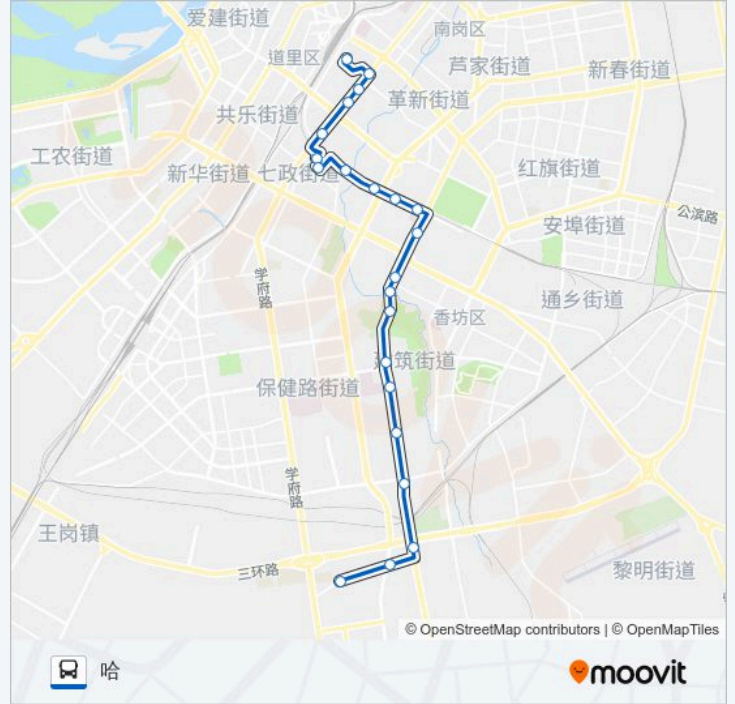 爱建街道
南岗区
道里区
芦家街道
新春街道
革新街道
共乐街道
工农街道
新华街道
七政街道
红旗街道
公滨路
安埠街道
学府路
通乡街道
香坊区
筑街道
保健路街道
学府路
王岗镇
三环路
黎明街道
© OpenStreetMap contributors | © OpenMapTiles
哈
moovit